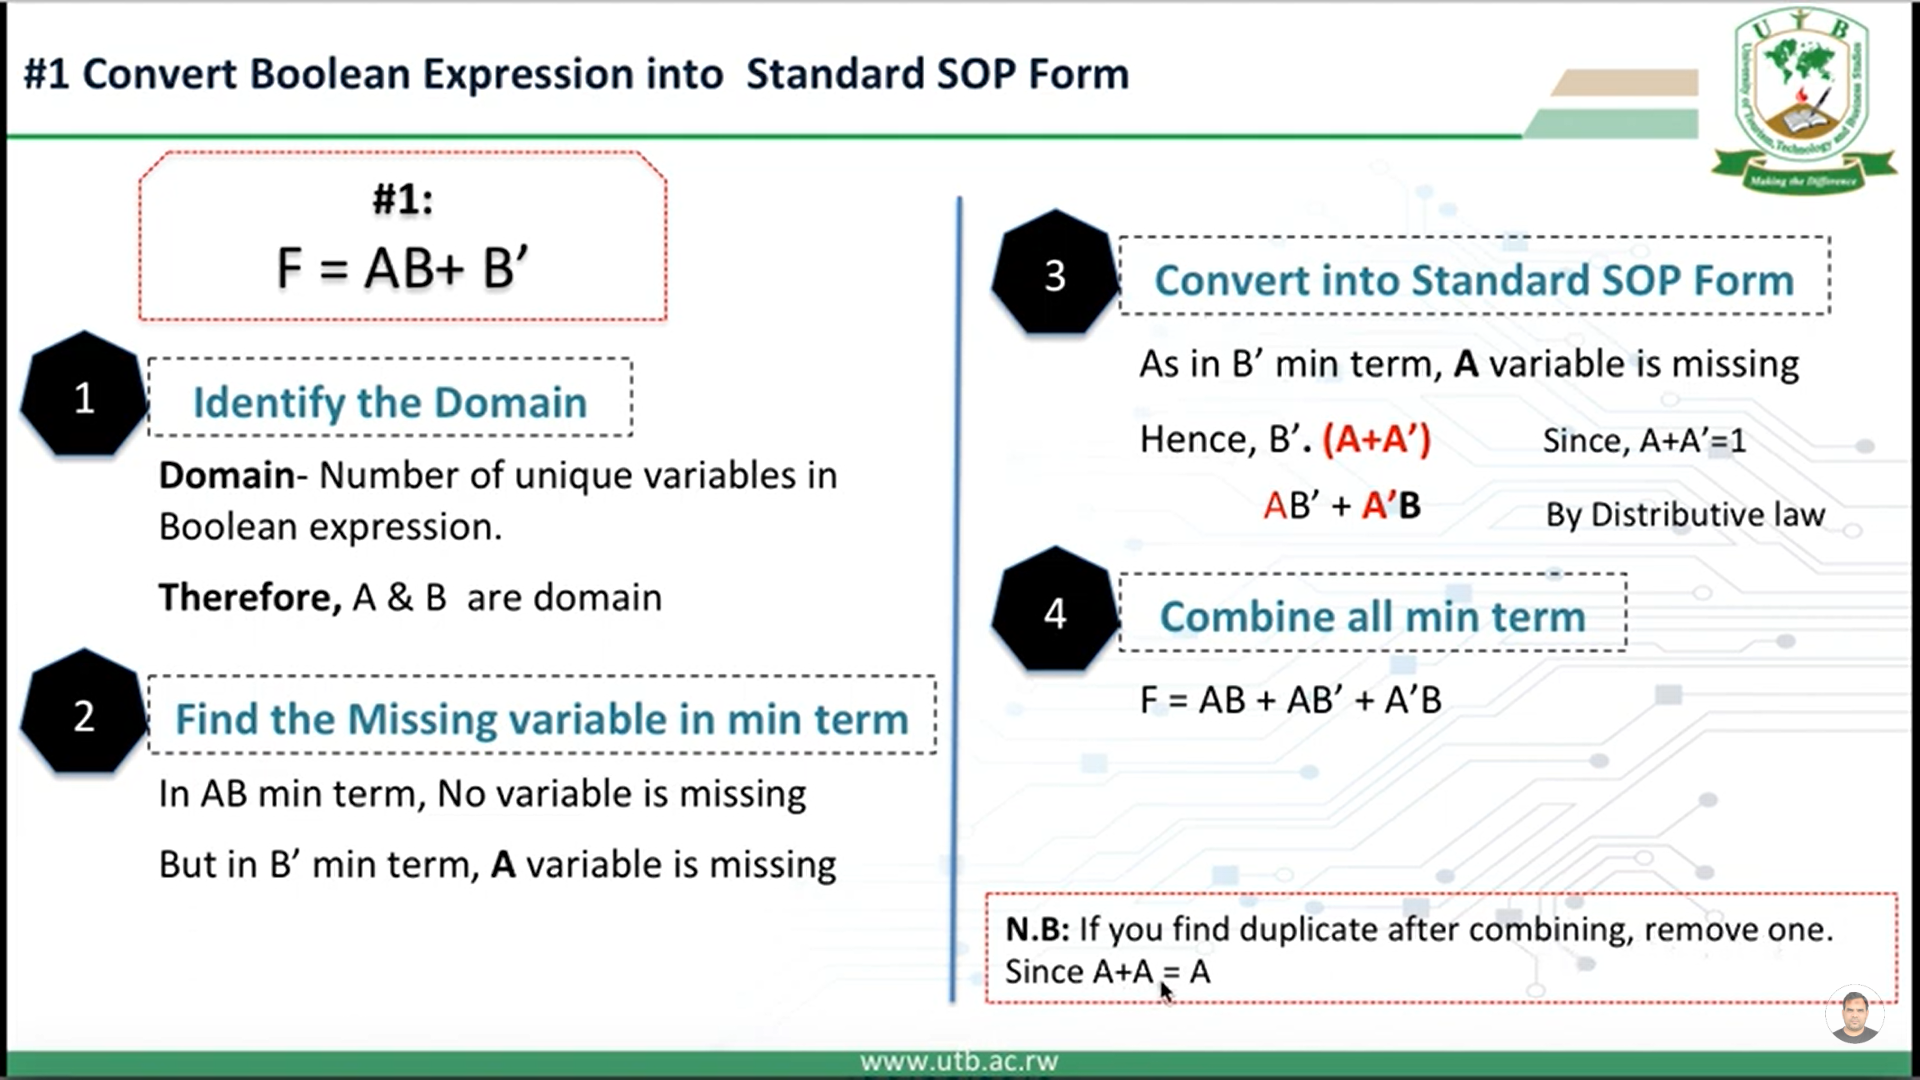 #1 Convert Boolean Expression into Standard SOP Form
U T B
University of Tourism, Technology and Business Studies
Making the Difference
#1:
F = AB+ B’
1
Identify the Domain
Domain- Number of unique variables in
Boolean expression.
Therefore, A & B are domain
2
Find the Missing variable in min term
In AB min term, No variable is missing
But in B’ min term, A variable is missing
3
Convert into Standard SOP Form
As in B’ min term, A variable is missing
Hence, B’. (A+A’) Since, A+A’=1
AB’ + A’B By Distributive law
4
Combine all min term
F = AB + AB’ + A’B
N.B: If you find duplicate after combining, remove one.
Since A+A = A
www.utb.ac.rw